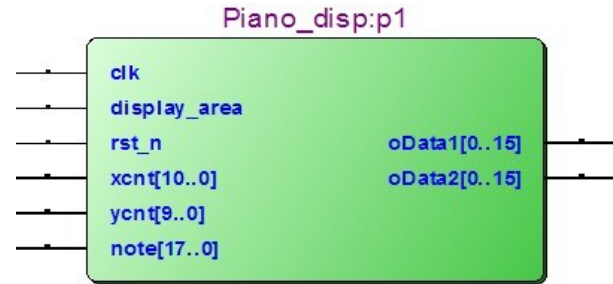 Piano_disp:p1
clk
display_area
rst_n
oData1[0..15]
xcnt[10..0]
oData2[0..15]
ycnt[9..0]
note[17..0]